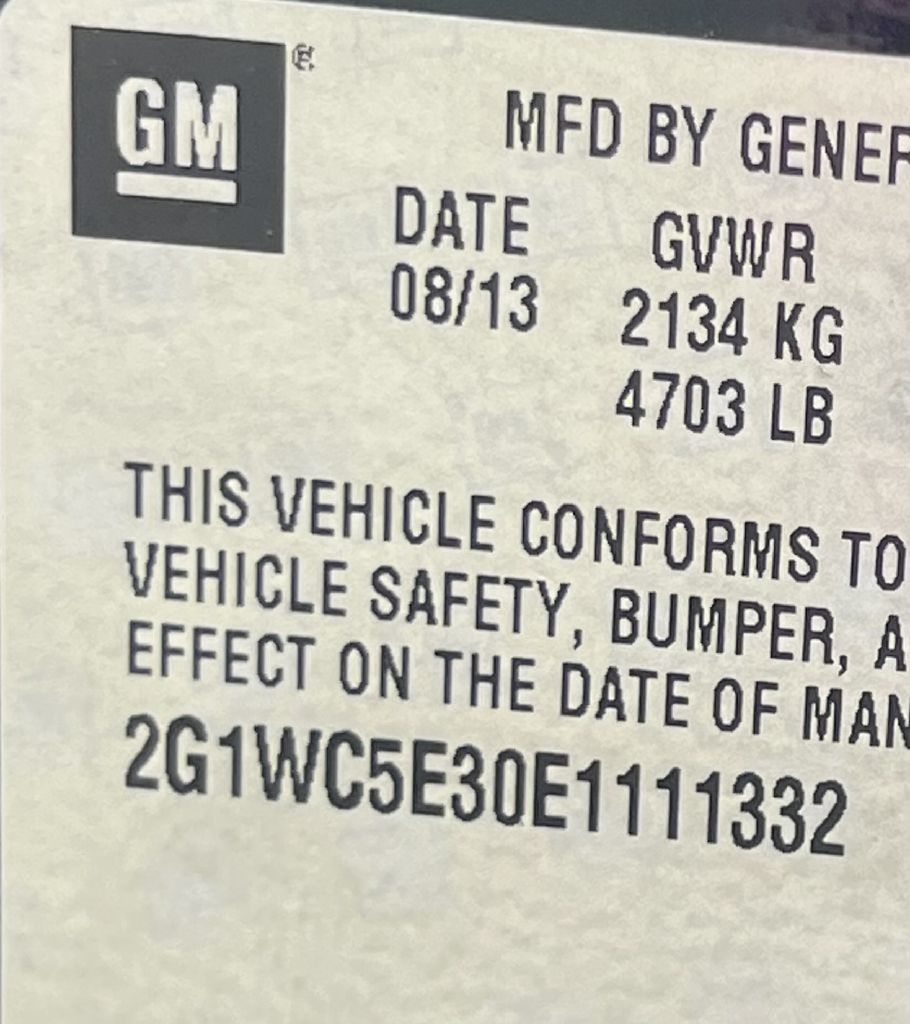 GM ®
MFD BY GENER
DATE GVWR
08/13 2134 KG
4703 LB
THIS VEHICLE CONFORMS TO
VEHICLE SAFETY, BUMPER, A
EFFECT ON THE DATE OF MAN
2G1WC5E30E1111332